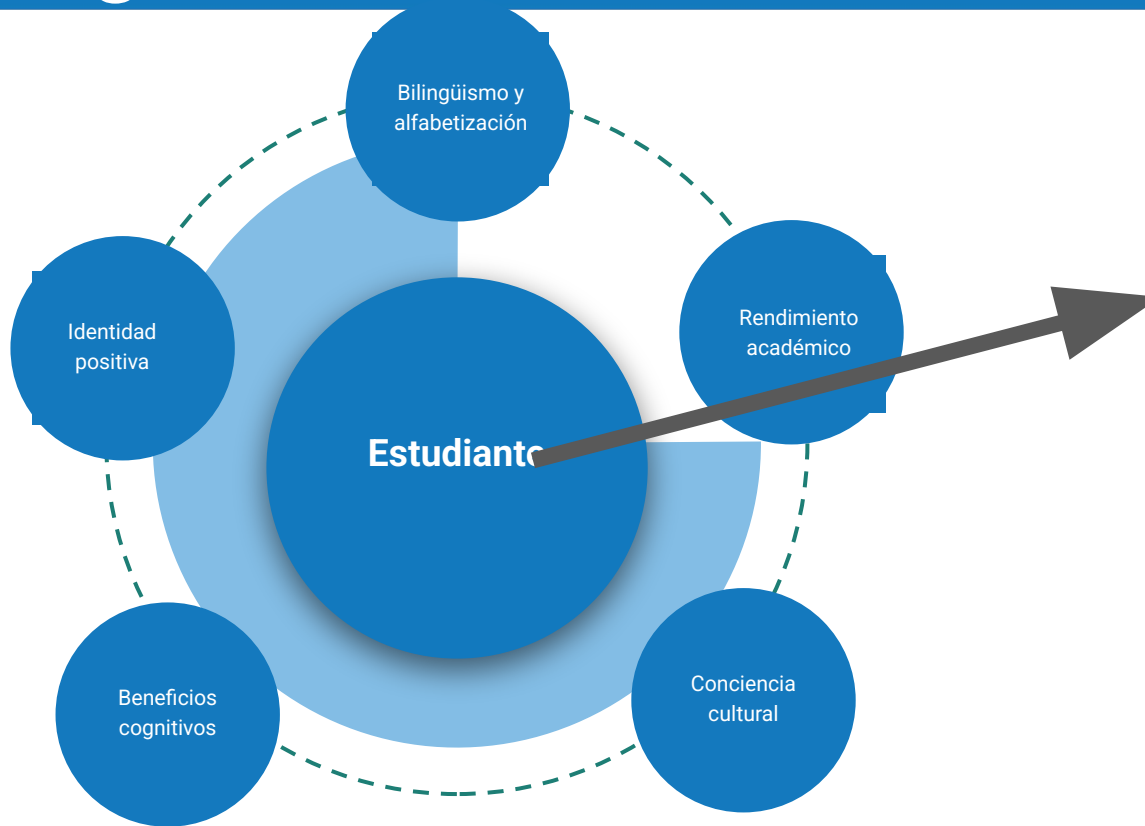 Bilingüismo y
alfabetización
Rendimiento
académico
Identidad
positiva
Estudiante
Conciencia
cultural
Beneficios
cognitivos